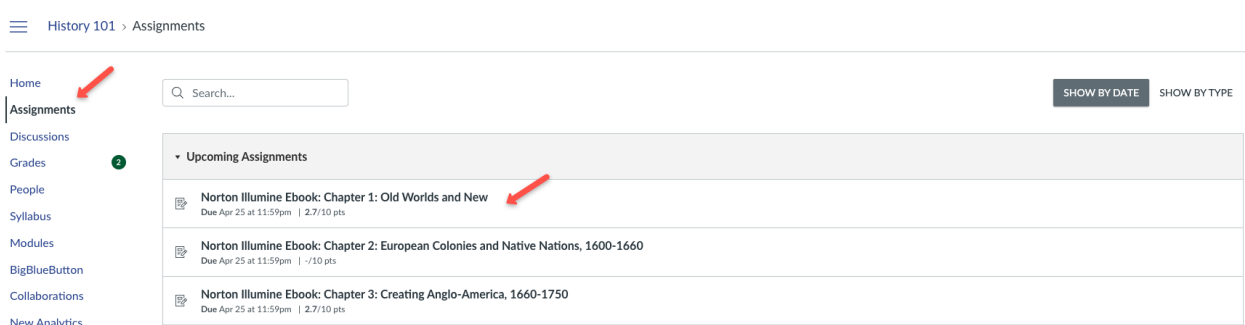 History 101 › Assignments
Home
Assignments
Discussions
Grades 2
People
Syllabus
Modules
BigBlueButton
Collaborations
New Analytics
Search...
SHOW BY DATE SHOW BY TYPE
Upcoming Assignments
Norton Illumine Ebook: Chapter 1: Old Worlds and New
Due Apr 25 at 11:59pm | 2.7/10 pts
Norton Illumine Ebook: Chapter 2: European Colonies and Native Nations, 1600-1660
Due Apr 25 at 11:59pm | -/10 pts
Norton Illumine Ebook: Chapter 3: Creating Anglo-America, 1660-1750
Due Apr 25 at 11:59pm | 2.7/10 pts